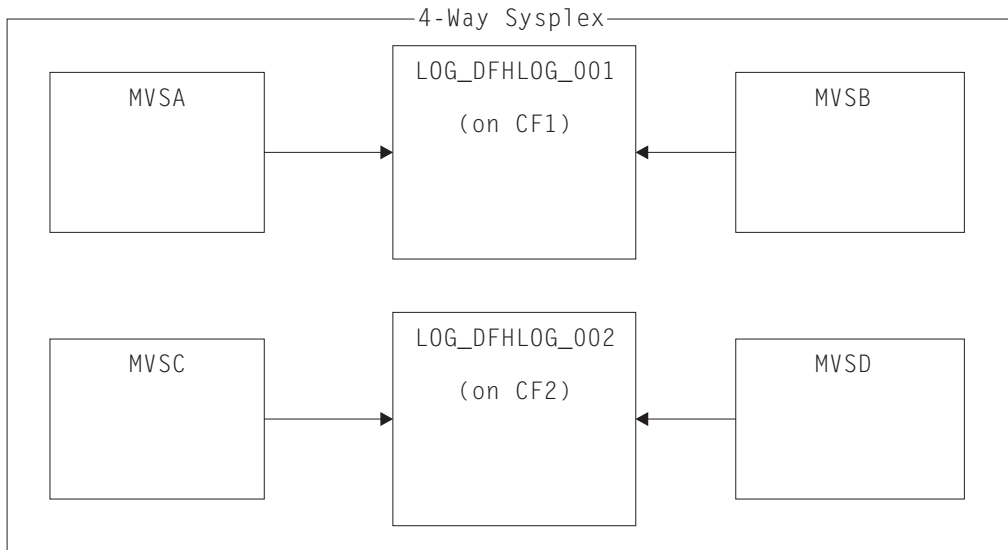 4-Way Sysplex
MVSA
LOG_DFHLOG_001
(on CF1)
MVSB
MVSC
LOG_DFHLOG_002
(on CF2)
MVSD